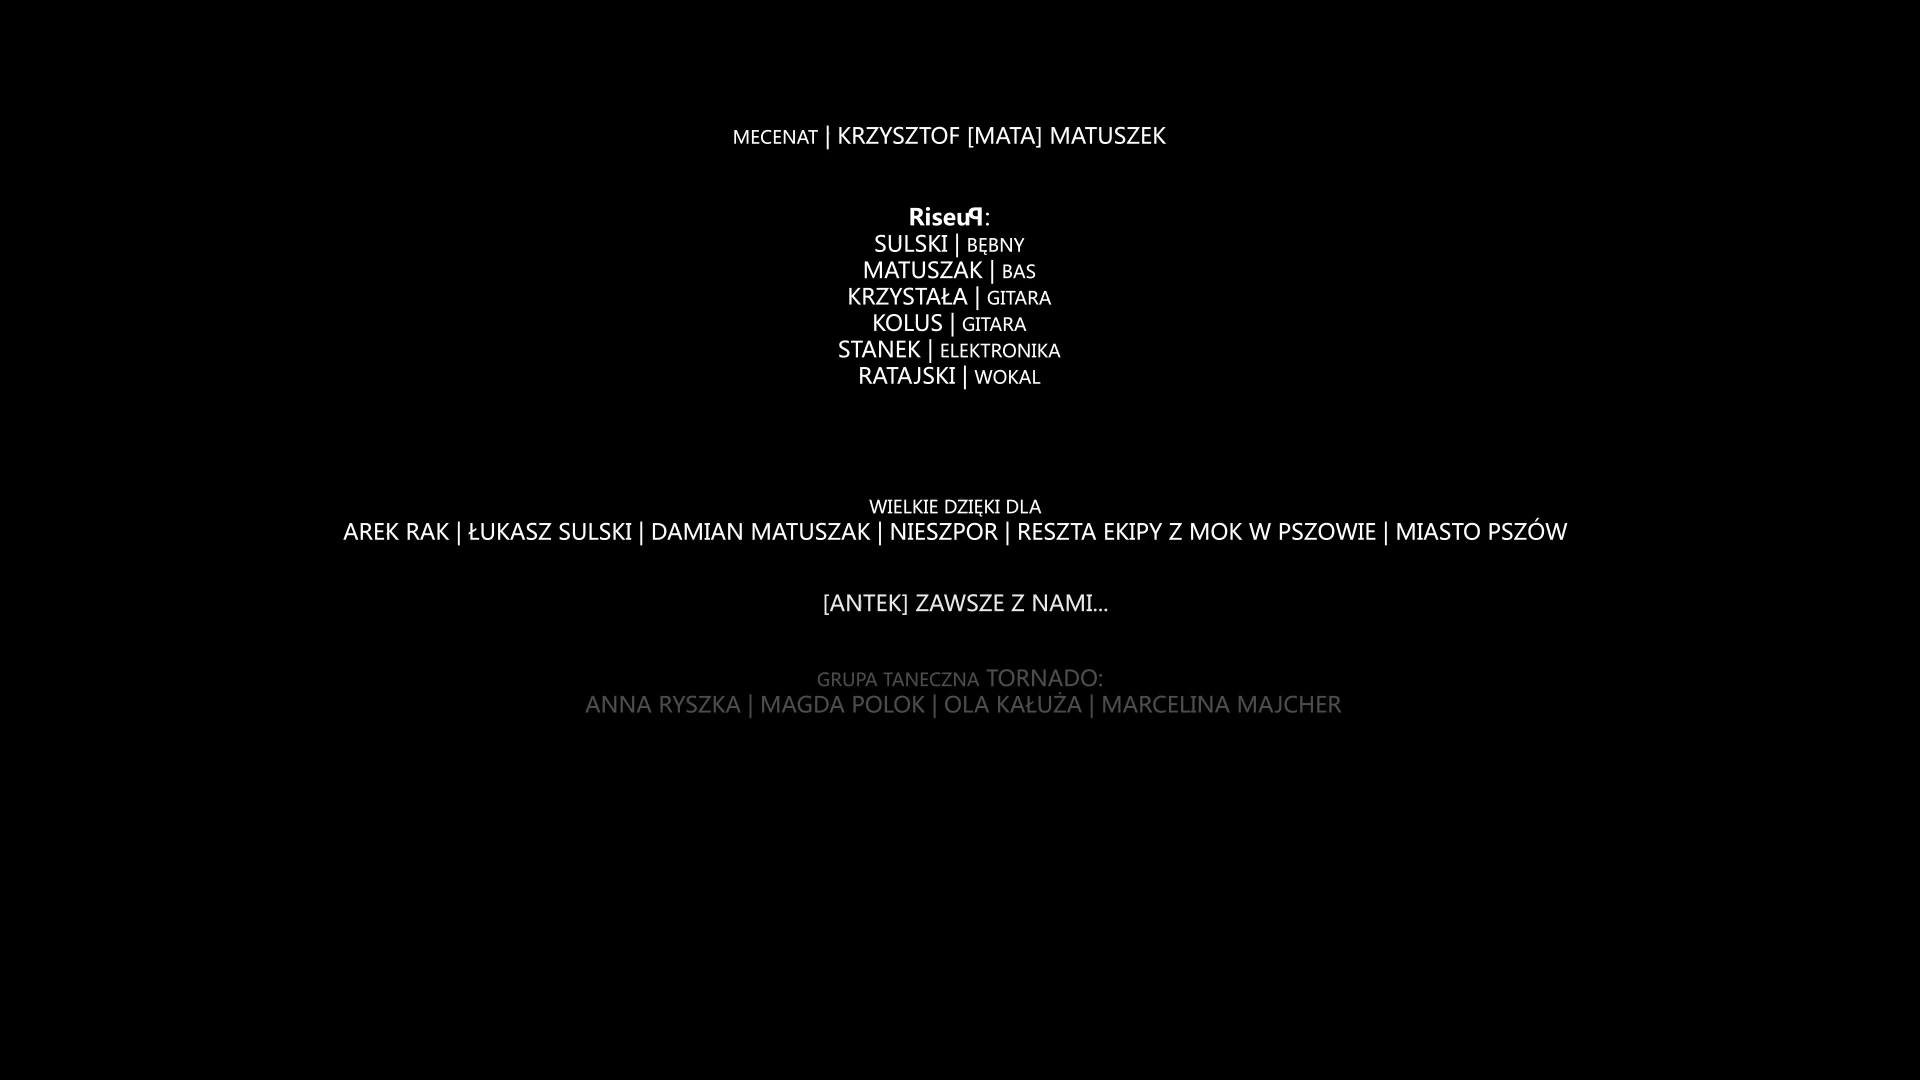 MECENAT | KRZYSZTOF [MATA] MATUSZEK
RiseuP:
SULSKI | BĘBNY
MATUSZAK | BAS
KRZYSTAŁA | GITARA
KOLUS | GITARA
STANEK | ELEKTRONIKA
RATAJSKI | WOKAL
WIELKIE DZIĘKI DLA
AREK RAK | ŁUKASZ SULSKI | DAMIAN MATUSZAK | NIESZPOR | RESZTA EKIPY Z MOK W PSZOWIE | MIASTO PSZÓW
[ANTEK] ZAWSZE Z NAMI...
GRUPA TANECZNA TORNADO:
ANNA RYSZKA | MAGDA POLOK | OLA KAŁUŻA | MARCELINA MAJCHER